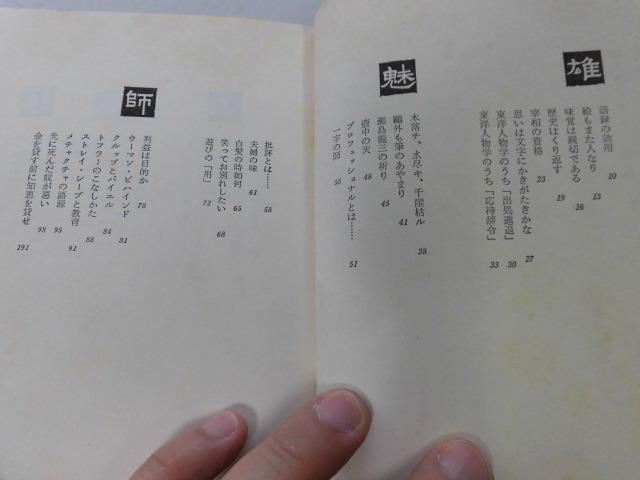 雄
語録の効用 10
絵もまた人なり 13
味覚は親切である 16
歴史はくり返す 19
宰相の資格 23
思いは文字にかきがたきかな 27
東洋人物学のうち「出処進退」 30
東洋人物学のうち「応待辞令」 33
魅
木落チ、水尽キ、千崖枯ル 38
鷗外も筆のあやまり 41
瀬島龍三の祈り 45
壺中の天 48
プロフェッショナルとは…… 51
一字の師 55
批評とは…… 58
夫婦の味 61
白髪の時如何 65
笑ってお別れしたい 68
遊びの「用」 72
師
利益は目的か 78
ウーマン・ビハインド 81
クルッツとパイエル 84
トフラーのこなしかた 88
ストレイ・シープと教育 91
メチャクチャの語源 95
先に死んだ奴が悪い 98
金を貸す前に知恵を貸せ 191